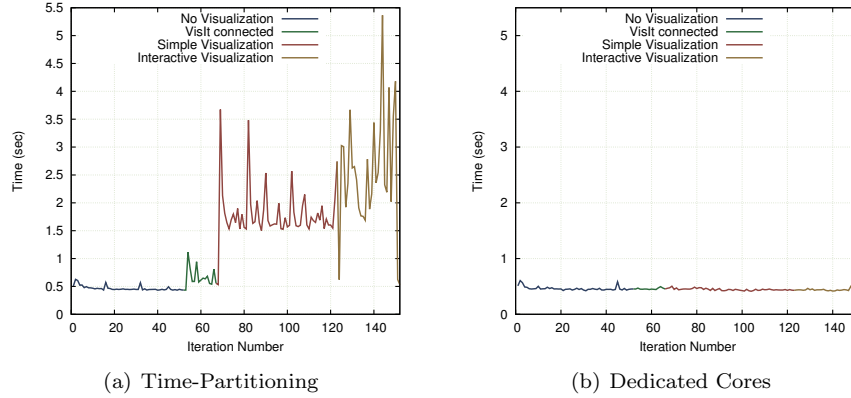 No Visualization
VisIt connected
Simple Visualization
Interactive Visualization
5.5
5
4.5
4
3.5
3
2.5
2
1.5
1
0.5
0
Time (sec)
0 20 40 60 80 100 120 140
Iteration Number
(a) Time-Partitioning
No Visualization
VisIt connected
Simple Visualization
Interactive Visualization
5
4
3
2
1
0
Time (sec)
0 20 40 60 80 100 120 140
Iteration Number
(b) Dedicated Cores